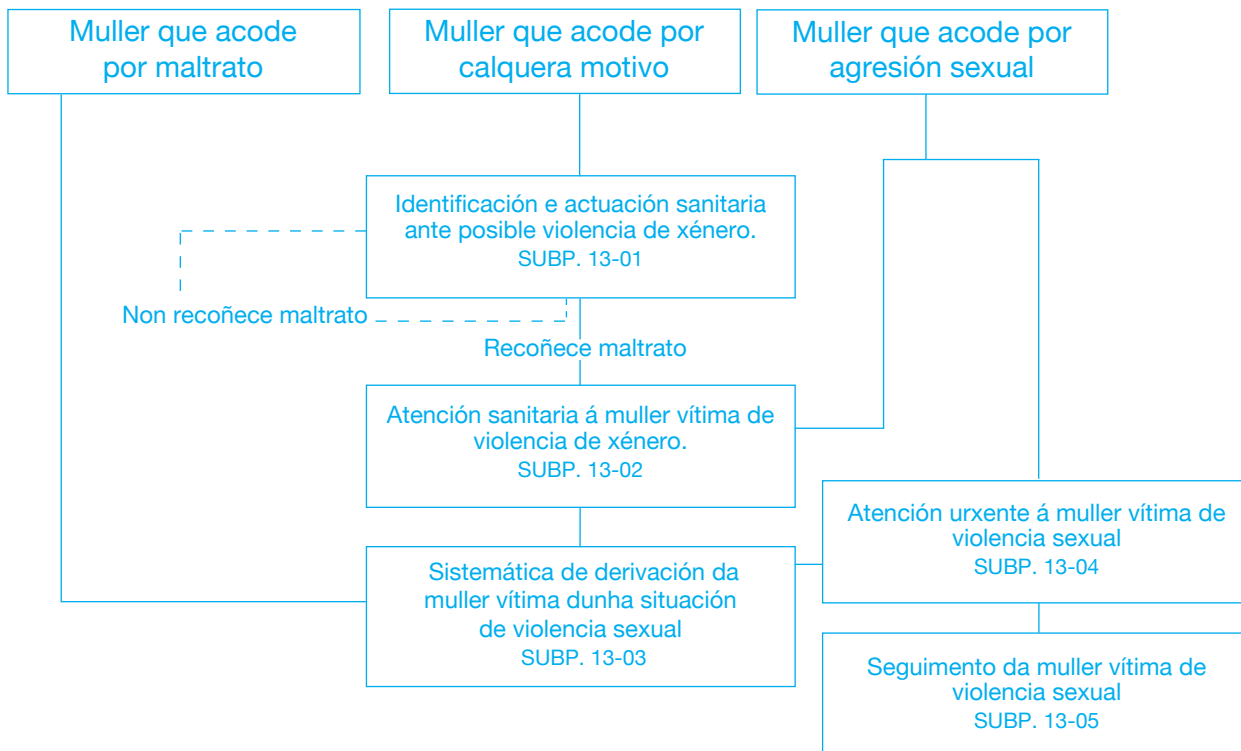 Muller que acode
por maltrato
Muller que acode por
calquera motivo
Muller que acode por
agresión sexual
Identificación e actuación sanitaria
ante posible violencia de xénero.
SUBP. 13-01
Non recoñece maltrato
Recoñece maltrato
Atención sanitaria á muller vítima de
violencia de xénero.
SUBP. 13-02
Atención urxente á muller vítima de
violencia sexual
SUBP. 13-04
Sistemática de derivación da
muller vítima dunha situación
de violencia sexual
SUBP. 13-03
Seguimento da muller vítima de
violencia sexual
SUBP. 13-05